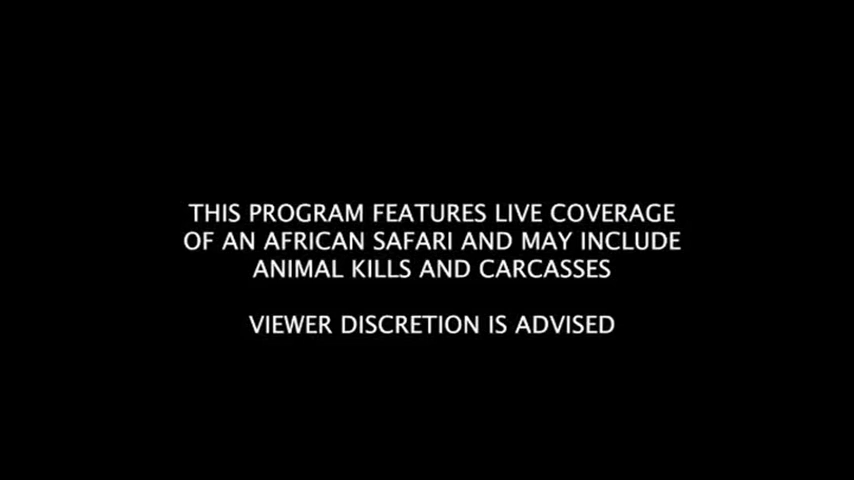 THIS PROGRAM FEATURES LIVE COVERAGE
OF AN AFRICAN SAFARI AND MAY INCLUDE
ANIMAL KILLS AND CARCASSES
VIEWER DISCRETION IS ADVISED